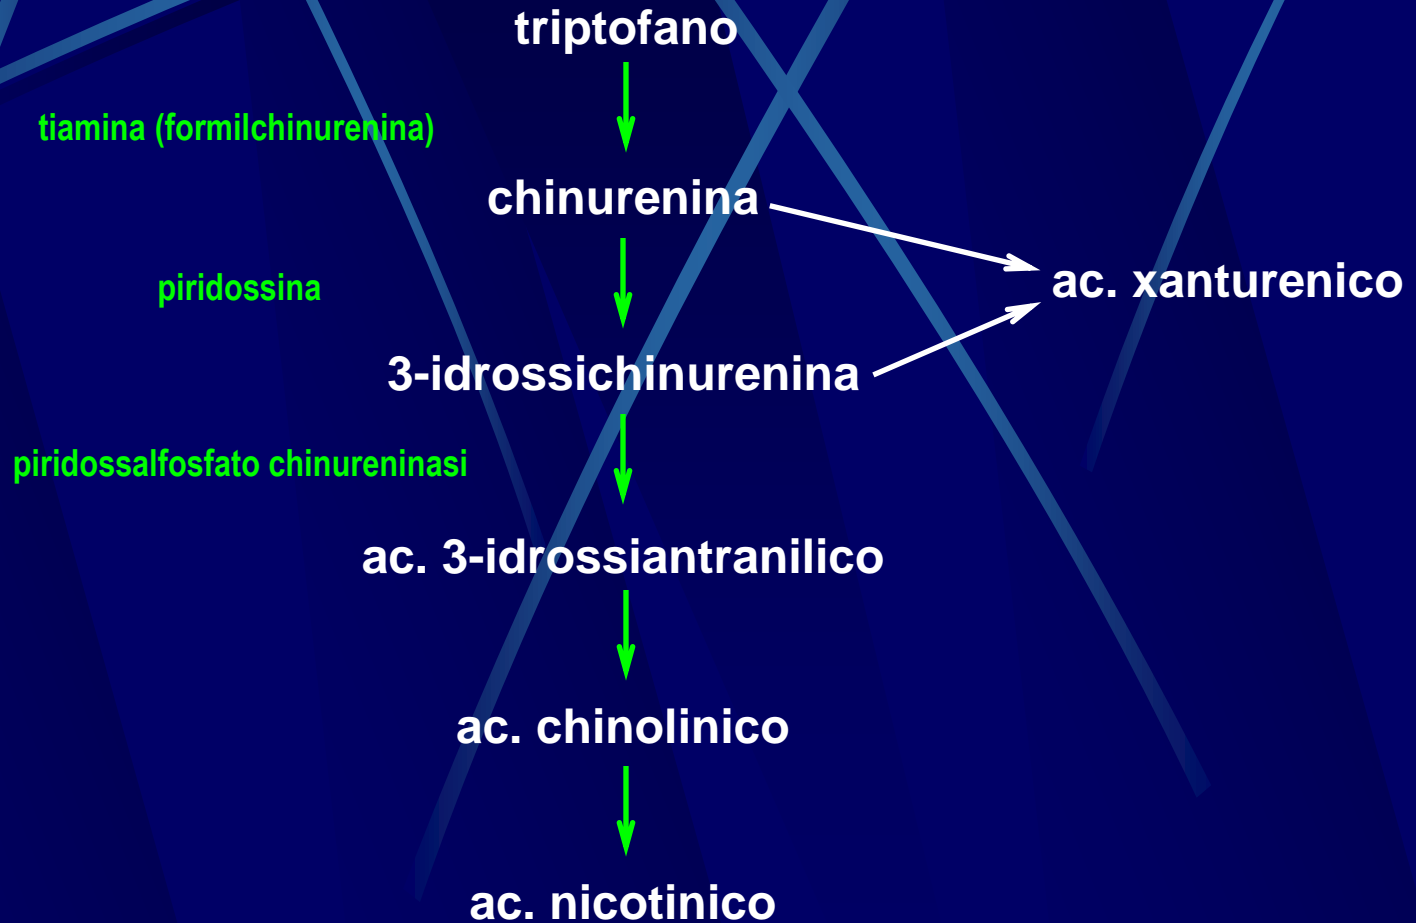 triptofano
tiamina (formilchinurenina)
chinurenina
ac. xanturenico
piridossina
3-idrossichinurenina
piridossalfosfato chinureninasi
ac. 3-idrossiantranilico
ac. chinolinico
ac. nicotinico